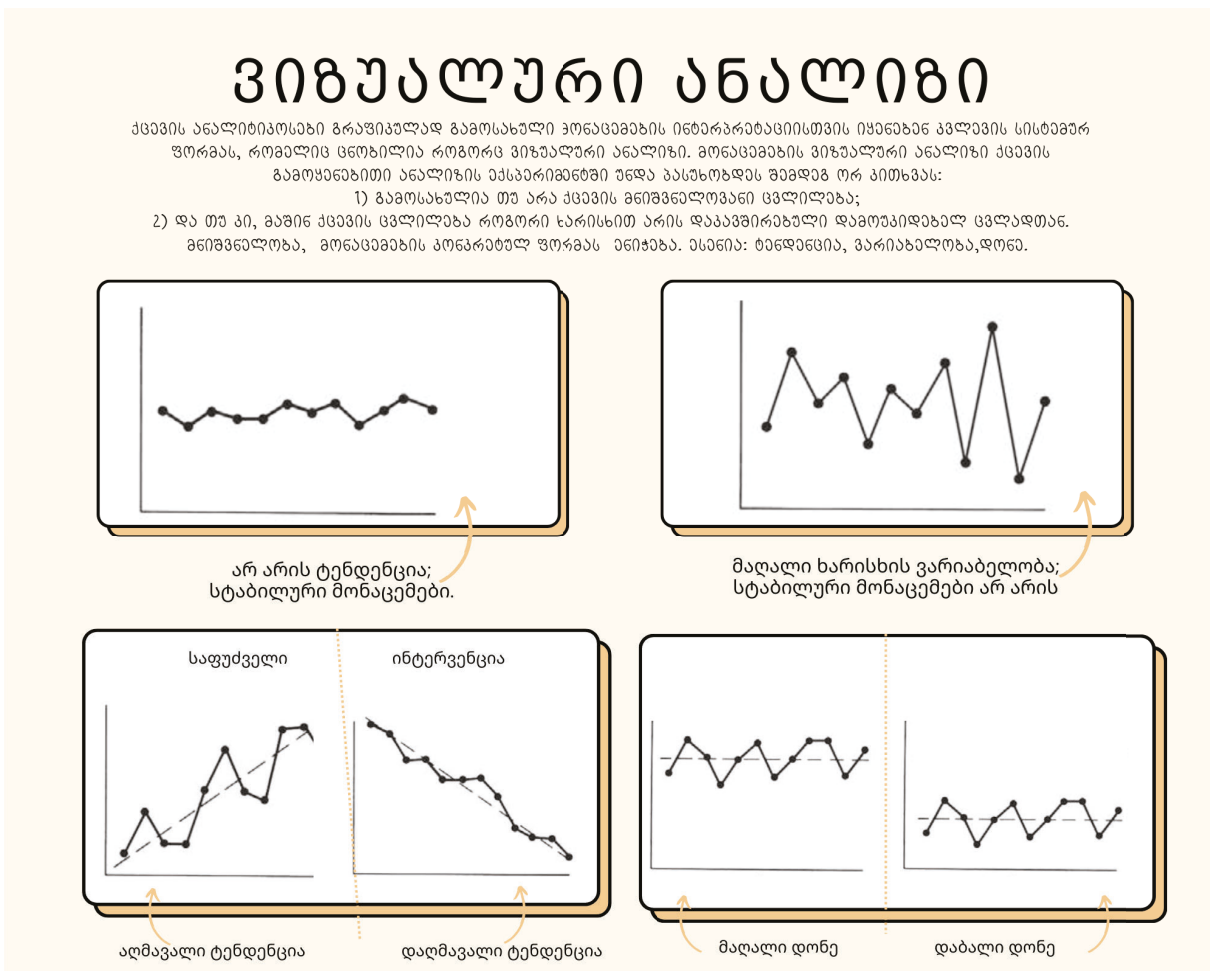 ვიზუალური ანალიზი
ქცევის ანალიტიკოსები გრაფიკულად გამოსახული მონაცემების ინტერპრეტაციისთვის იყენებენ კვლევის სისტემურ
ფორმას, რომელიც ცნობილია როგორც ვიზუალური ანალიზი. მონაცემების ვიზუალური ანალიზი ქცევის
გამოყენებითი ანალიზის ექსპერიმენტში უნდა პასუხობდეს შემდეგ ორ კითხვას:
1) გამოსახულია თუ არა ქცევის მნიშვნელოვანი ცვლილება;
2) და თუ კი, მაშინ ქცევის ცვლილება როგორი ხარისხით არის დაკავშირებული დამოუკიდებელ ცვლადთან.
მნიშვნელობა, მონაცემების კონკრეტულ ფორმას ენიჭება. ესენია: ტენდენცია, ვარიაბელობა,დონე.
არ არის ტენდენცია;
სტაბილური მონაცემები.
მაღალი ხარისხის ვარიაბელობა;
სტაბილური მონაცემები არ არის
საფუძველი
ინტერვენცია
აღმავალი ტენდენცია
დაღმავალი ტენდენცია
მაღალი დონე
დაბალი დონე